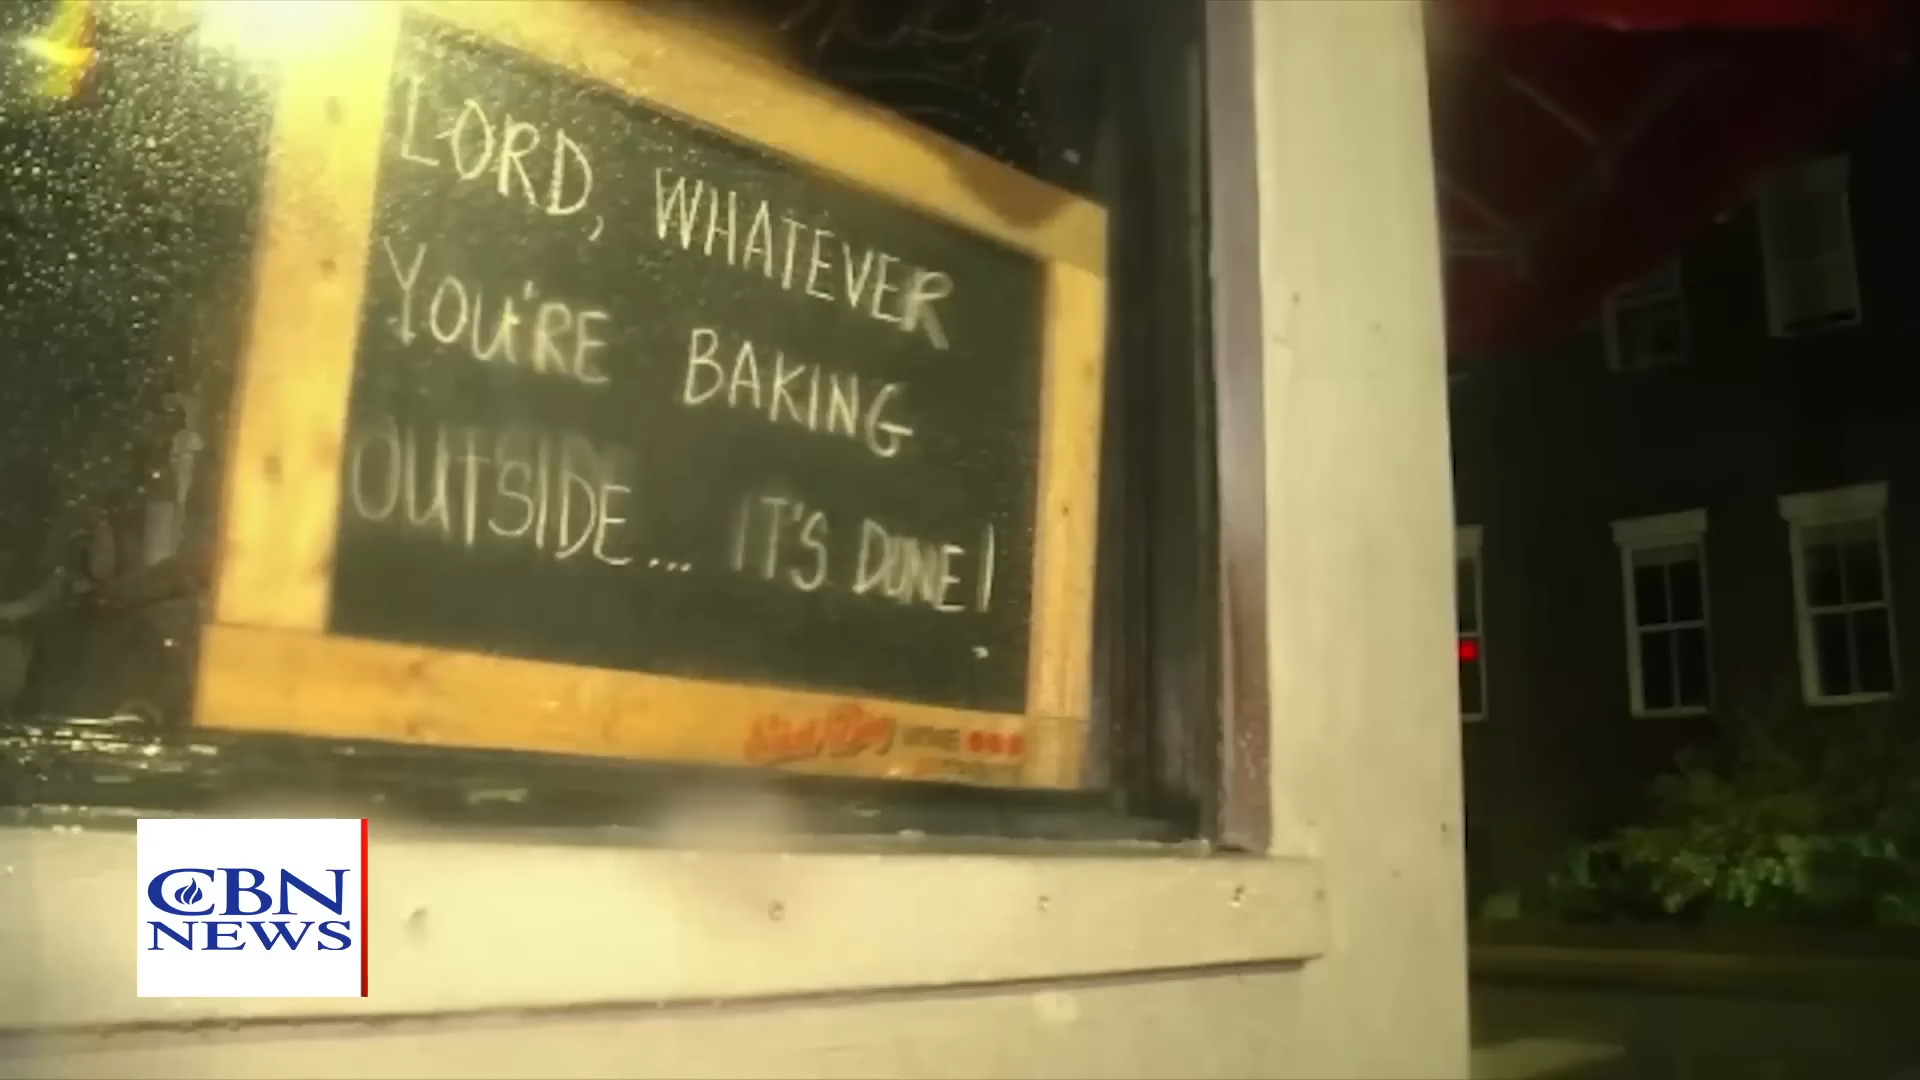 LORD, WHATEVER
YOU'RE BAKING
OUTSIDE... IT'S DONE!
CBN
NEWS